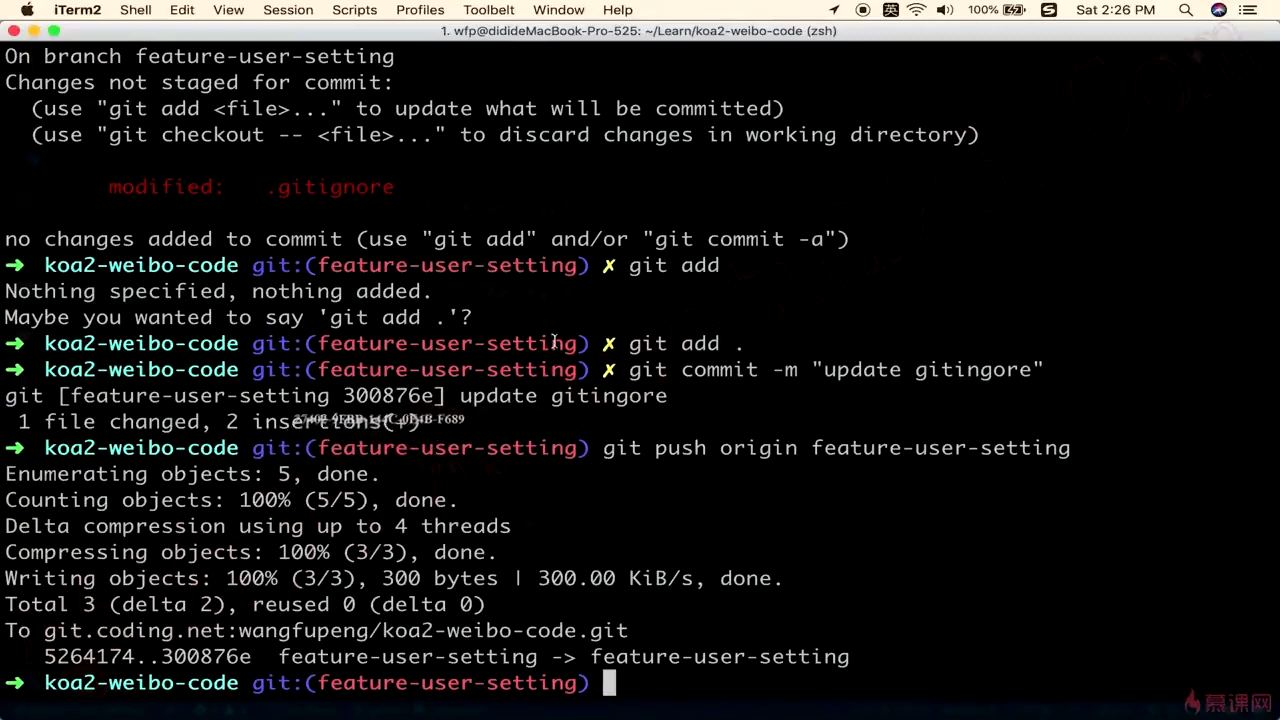 iTerm2 Shell Edit View Session Scripts Profiles Toolbelt Window Help 英 100% Sat 2:26 PM
1. wfp@didideMacBook-Pro-525: ~/Learn/koa2-weibo-code (zsh)
On branch feature-user-setting
Changes not staged for commit:
(use "git add <file>..." to update what will be committed)
(use "git checkout -- <file>..." to discard changes in working directory)
modified: .gitignore
no changes added to commit (use "git add" and/or "git commit -a")
➜ koa2-weibo-code git:(feature-user-setting) ✗ git add
Nothing specified, nothing added.
Maybe you wanted to say 'git add .'?
➜ koa2-weibo-code git:(feature-user-setting) ✗ git add .
➜ koa2-weibo-code git:(feature-user-setting) ✗ git commit -m "update gitingore"
git [feature-user-setting 300876e] update gitingore
1 file changed, 2 insertions(+)
➜ koa2-weibo-code git:(feature-user-setting) git push origin feature-user-setting
Enumerating objects: 5, done.
Counting objects: 100% (5/5), done.
Delta compression using up to 4 threads
Compressing objects: 100% (3/3), done.
Writing objects: 100% (3/3), 300 bytes | 300.00 KiB/s, done.
Total 3 (delta 2), reused 0 (delta 0)
To git.coding.net:wangfupeng/koa2-weibo-code.git
5264174..300876e feature-user-setting -> feature-user-setting
➜ koa2-weibo-code git:(feature-user-setting)
慕课网